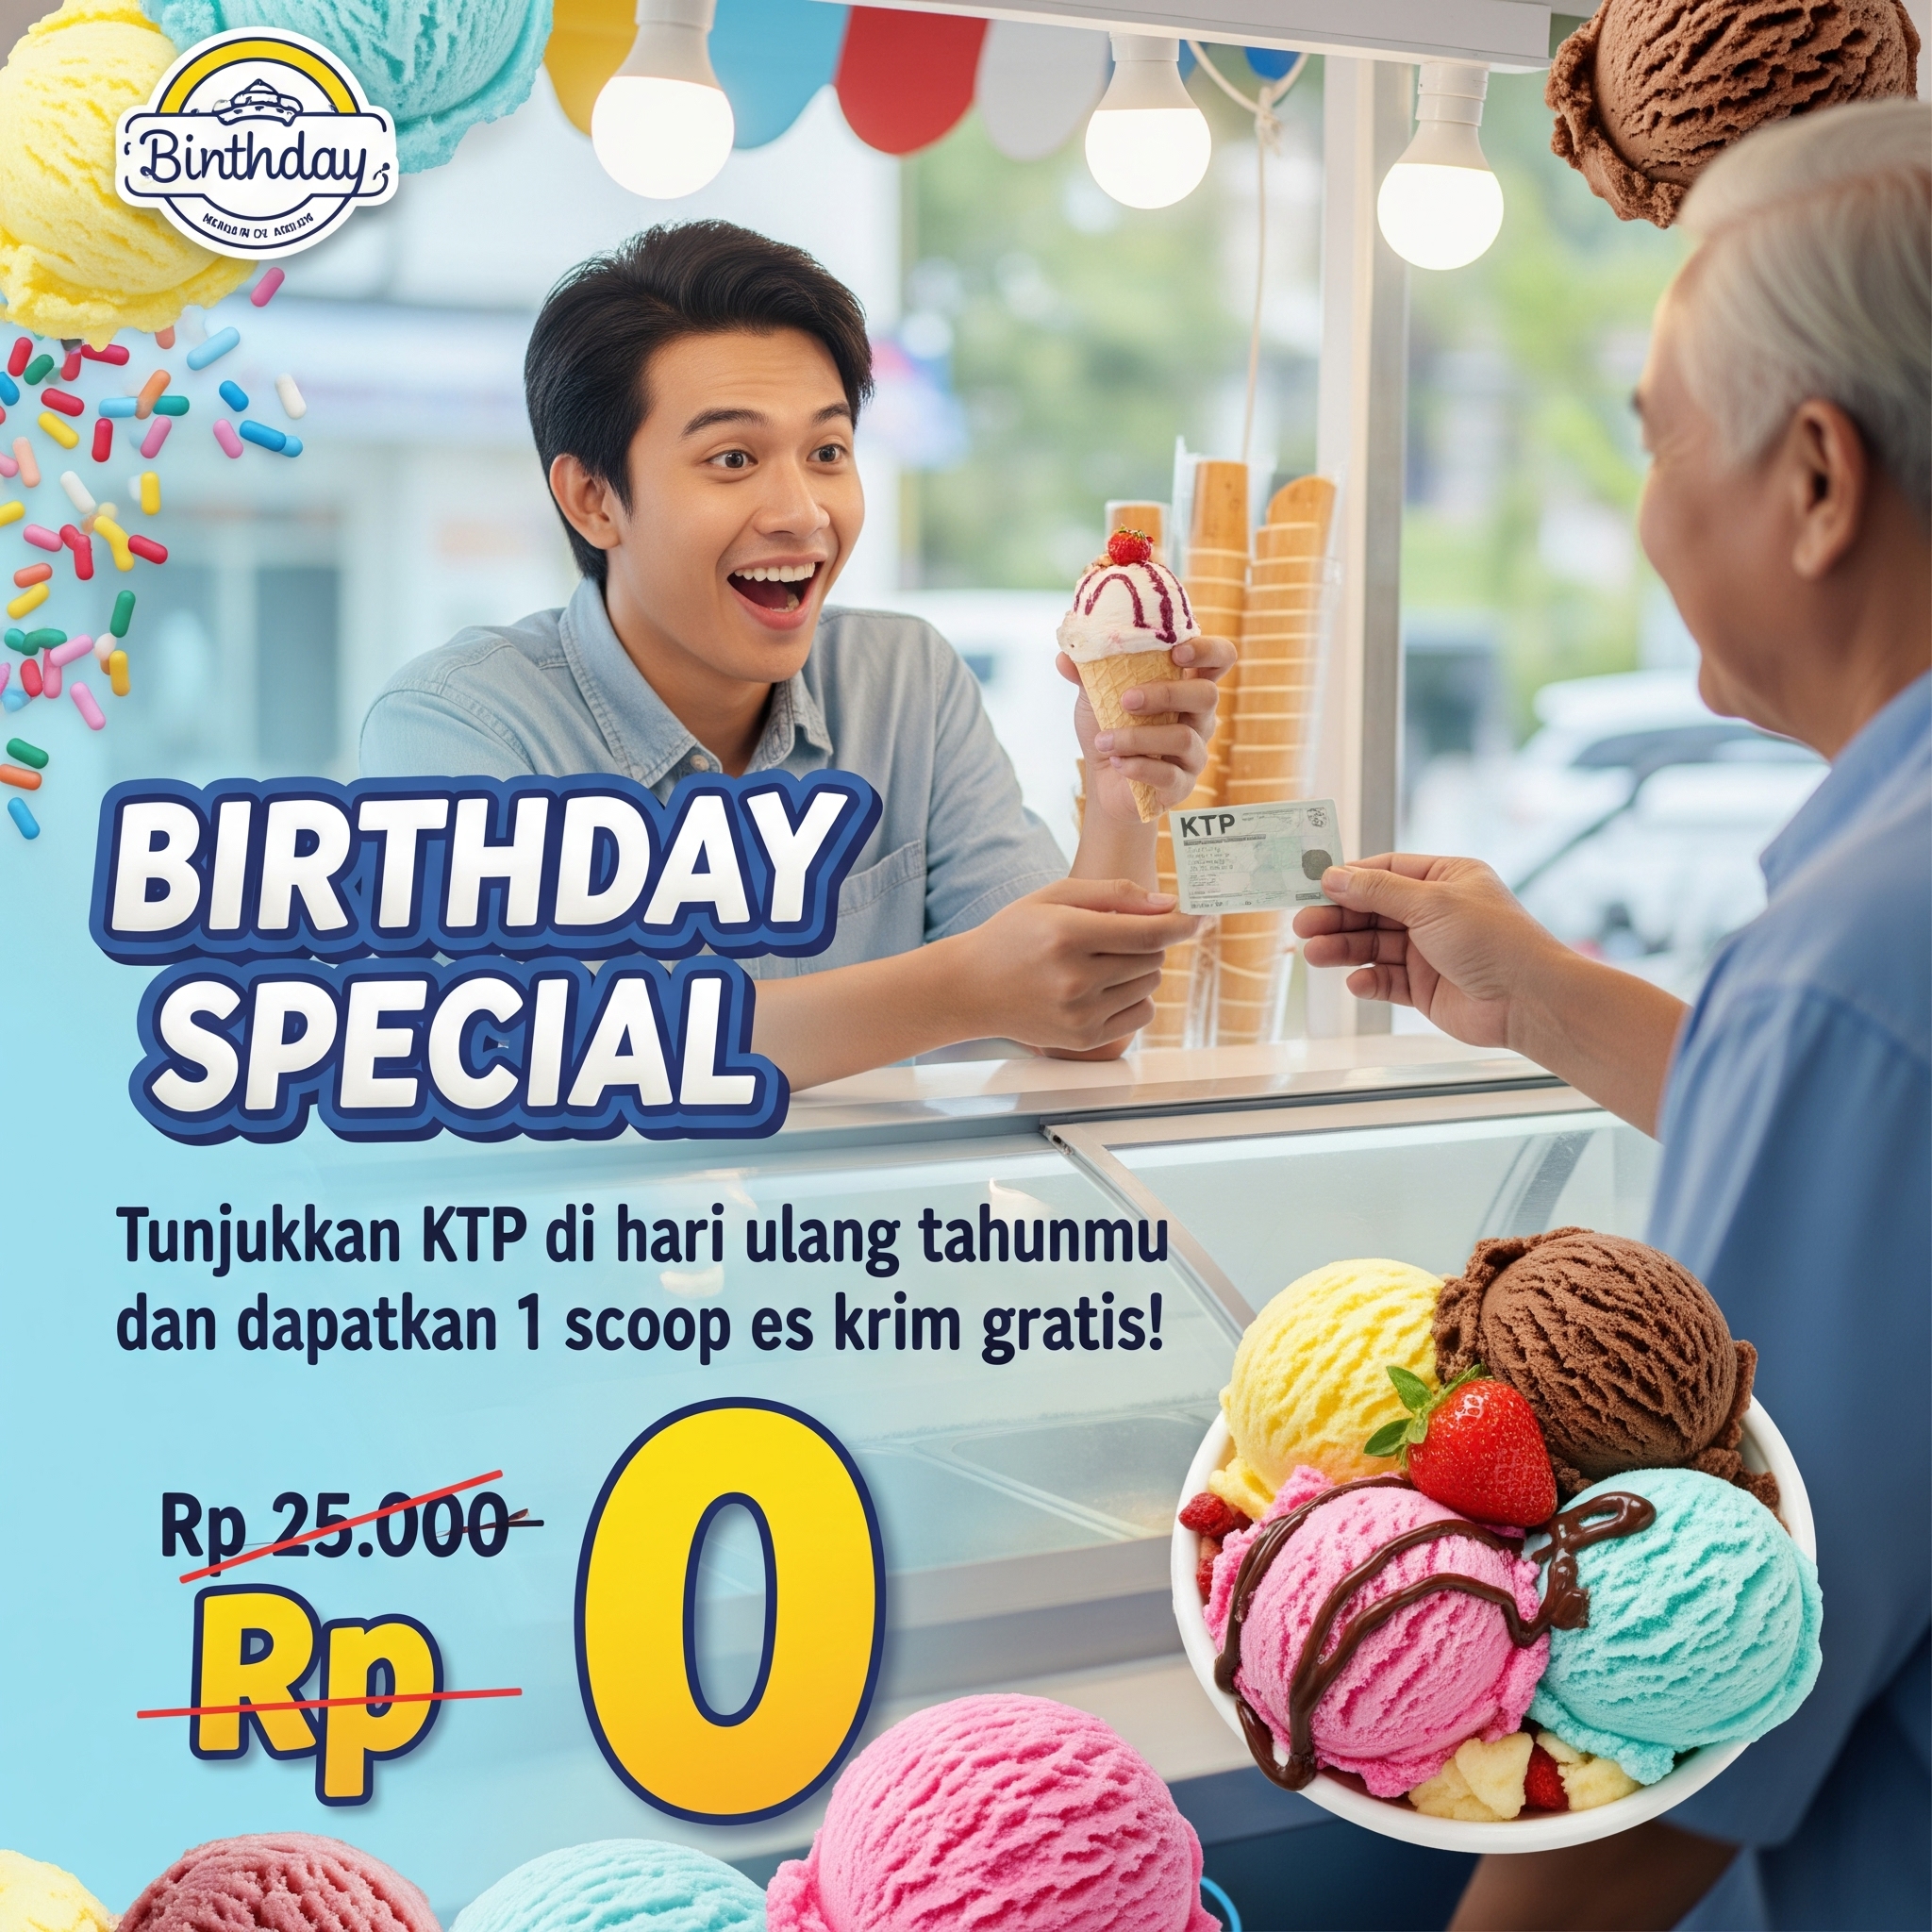 Binthday
KTP
BIRTHDAY
SPECIAL
Tunjukkan KTP di hari ulang tahunmu
dan dapatkan 1 scoop es krim gratis!
Rp 25.000
Rp 0